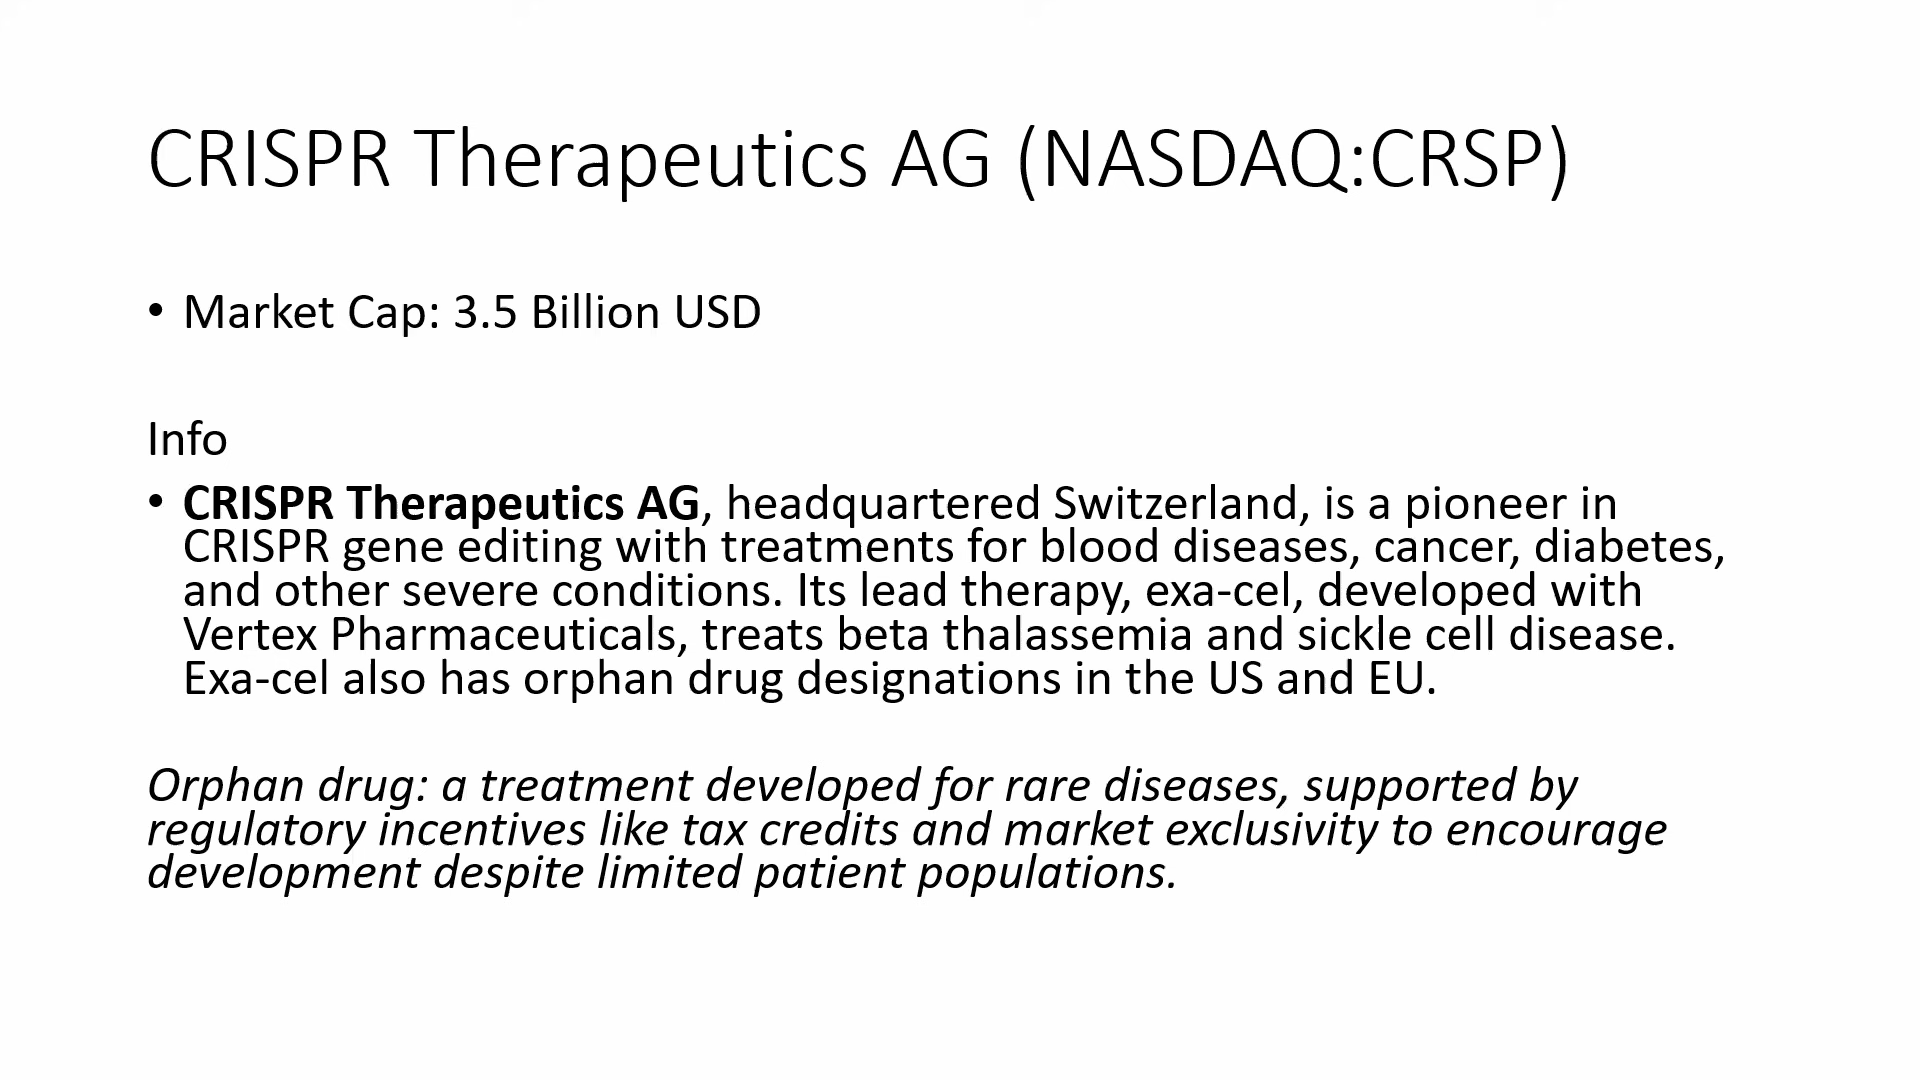 CRISPR Therapeutics AG (NASDAQ:CRSP)
• Market Cap: 3.5 Billion USD
Info
• CRISPR Therapeutics AG, headquartered Switzerland, is a pioneer in
CRISPR gene editing with treatments for blood diseases, cancer, diabetes,
and other severe conditions. Its lead therapy, exa-cel, developed with
Vertex Pharmaceuticals, treats beta thalassemia and sickle cell disease.
Exa-cel also has orphan drug designations in the US and EU.
Orphan drug: a treatment developed for rare diseases, supported by
regulatory incentives like tax credits and market exclusivity to encourage
development despite limited patient populations.